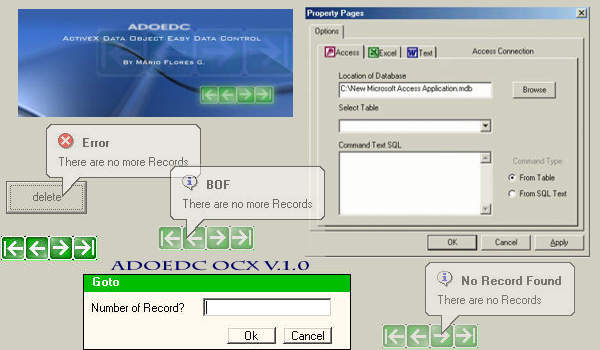 ADOEDC
ActiveX Data Object Easy Data Control
By Mario Flores G.
Property Pages
Options
Access
Excel
Text
Access Connection
Location of Database
C:\New Microsoft Access Application.mdb
Browse
Select Table
Command Text SQL
Command Type:
From Table
From SQL Text
OK
Cancel
Apply
Error
There are no more Records
delete
BOF
There are no more Records
ADOEDC OCX V.1.0
Goto
Number of Record?
Ok
Cancel
No Record Found
There are no Records